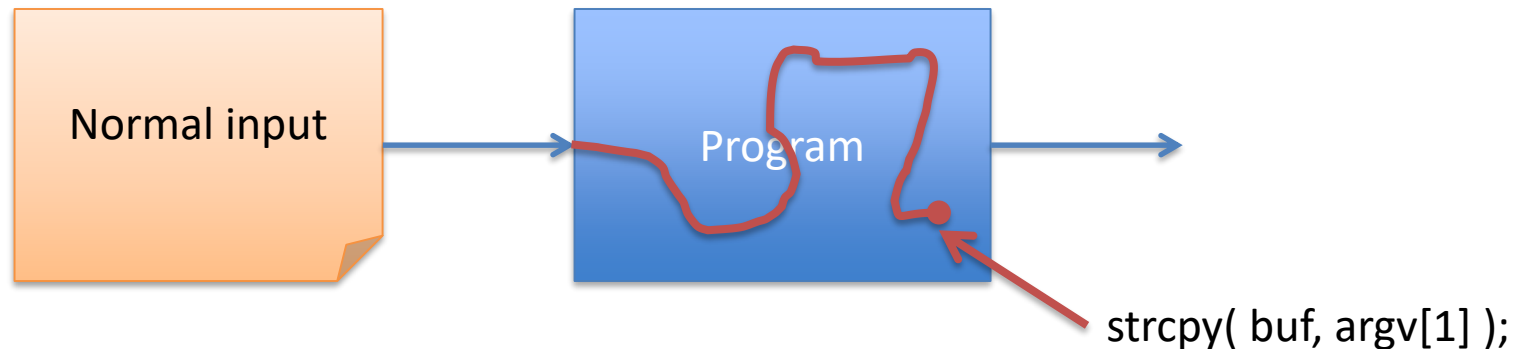 Normal input
Program
strcpy( buf, argv[1] );